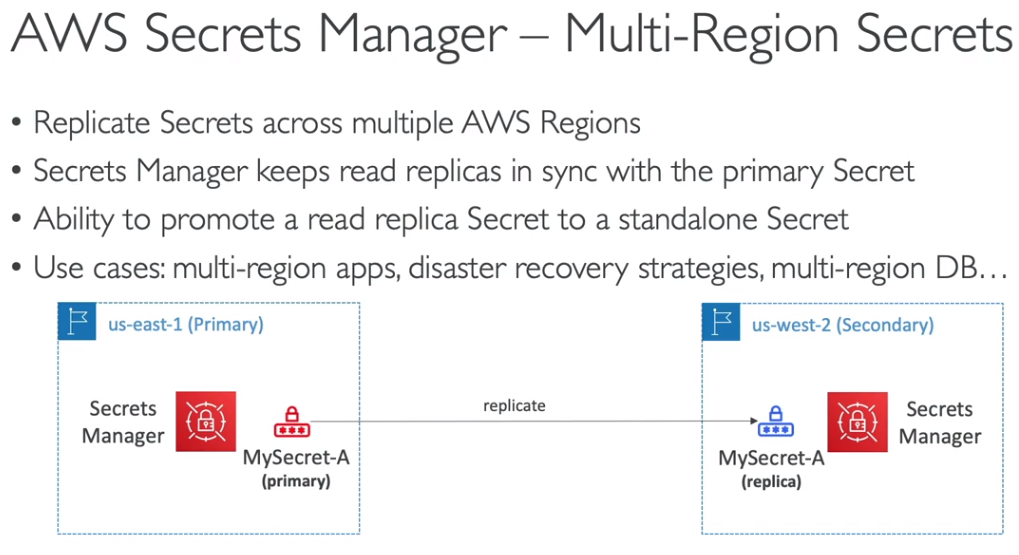 AWS Secrets Manager – Multi-Region Secrets
• Replicate Secrets across multiple AWS Regions
• Secrets Manager keeps read replicas in sync with the primary Secret
• Ability to promote a read replica Secret to a standalone Secret
• Use cases: multi-region apps, disaster recovery strategies, multi-region DB…
us-east-1 (Primary)
Secrets
Manager
MySecret-A
(primary)
replicate
us-west-2 (Secondary)
MySecret-A
(replica)
Secrets
Manager